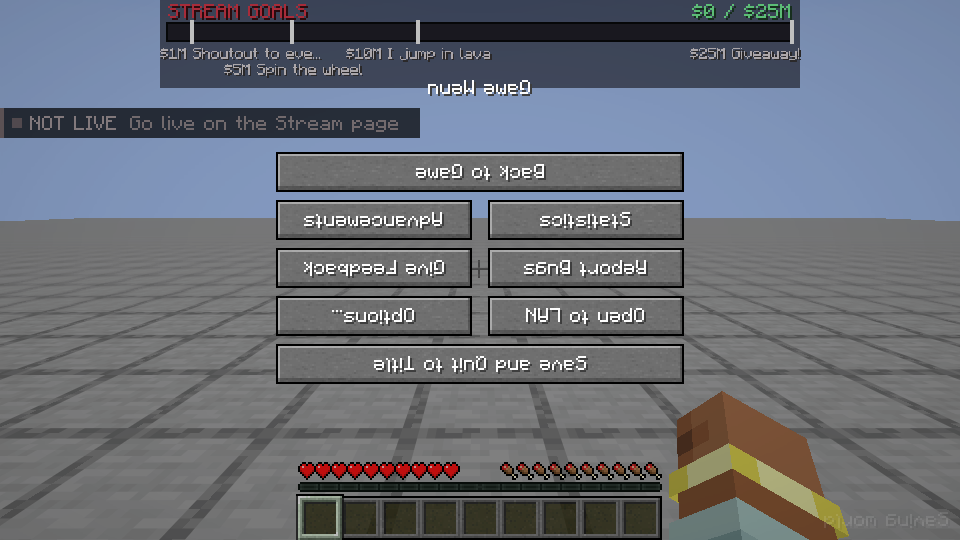 STREAM GOALS $0 / $25M
$1M Shoutout to eve... $10M I jump in lava $25M Giveaway!
$5M Spin the wheel
Game Menu
NOT LIVE Go live on the Stream page
Back to Game
Advancements Statistics
Give Feedback Report Bugs
Options... Open to LAN
Save and Quit to Title
Saving world